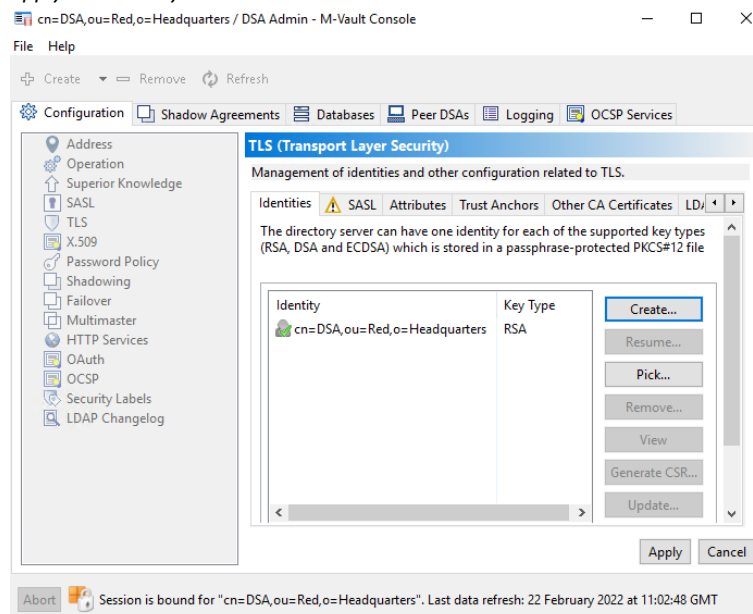 cn=DSA,ou=Red,o=Headquarters / DSA Admin - M-Vault Console
File Help
Create Remove Refresh
Configuration Shadow Agreements Databases Peer DSAs Logging OCSP Services
Address
Operation
Superior Knowledge
SASL
TLS
X.509
Password Policy
Shadowing
Failover
Multimaster
HTTP Services
OAuth
OCSP
Security Labels
LDAP Changelog
TLS (Transport Layer Security)
Management of identities and other configuration related to TLS.
Identities SASL Attributes Trust Anchors Other CA Certificates
The directory server can have one identity for each of the supported key types
(RSA, DSA and ECDSA) which is stored in a passphrase-protected PKCS#12 file
Identity Key Type
cn=DSA,ou=Red,o=Headquarters RSA
Create...
Resume...
Pick...
Remove...
View
Generate CSR...
Update...
Apply Cancel
Abort Session is bound for "cn=DSA,ou=Red,o=Headquarters". Last data refresh: 22 February 2022 at 11:02:48 GMT